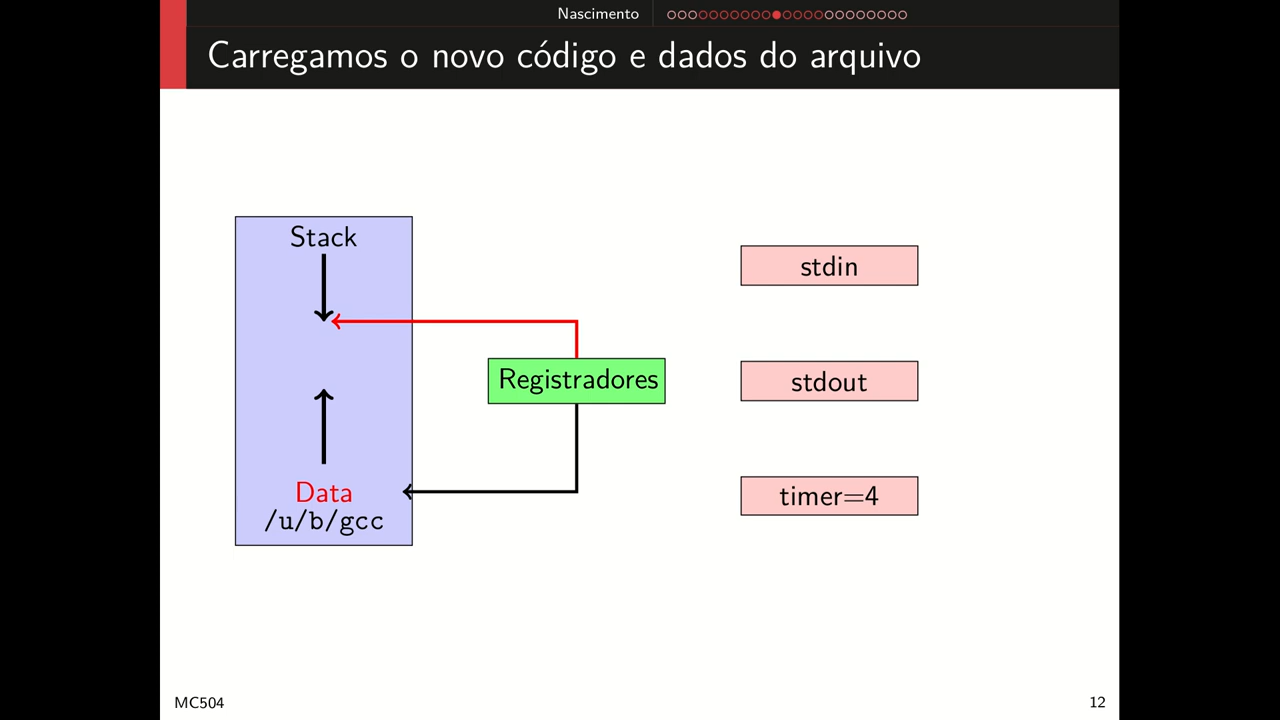 Nascimento
Carregamos o novo código e dados do arquivo
Stack
stdin
Registradores
stdout
Data
/u/b/gcc
timer=4
MC504
12